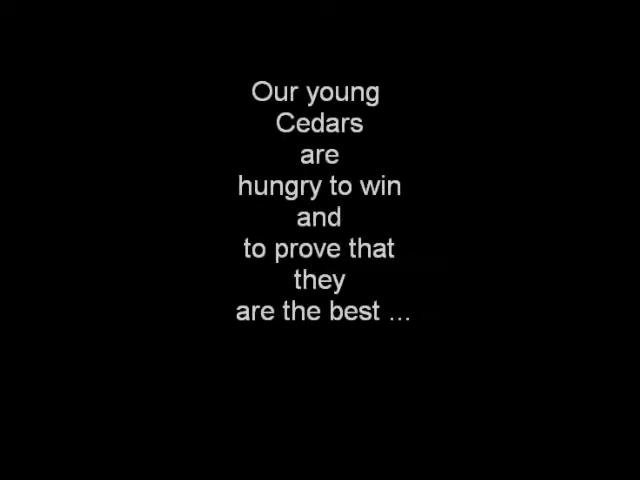 Our young
Cedars
are
hungry to win
and
to prove that
they
are the best ...